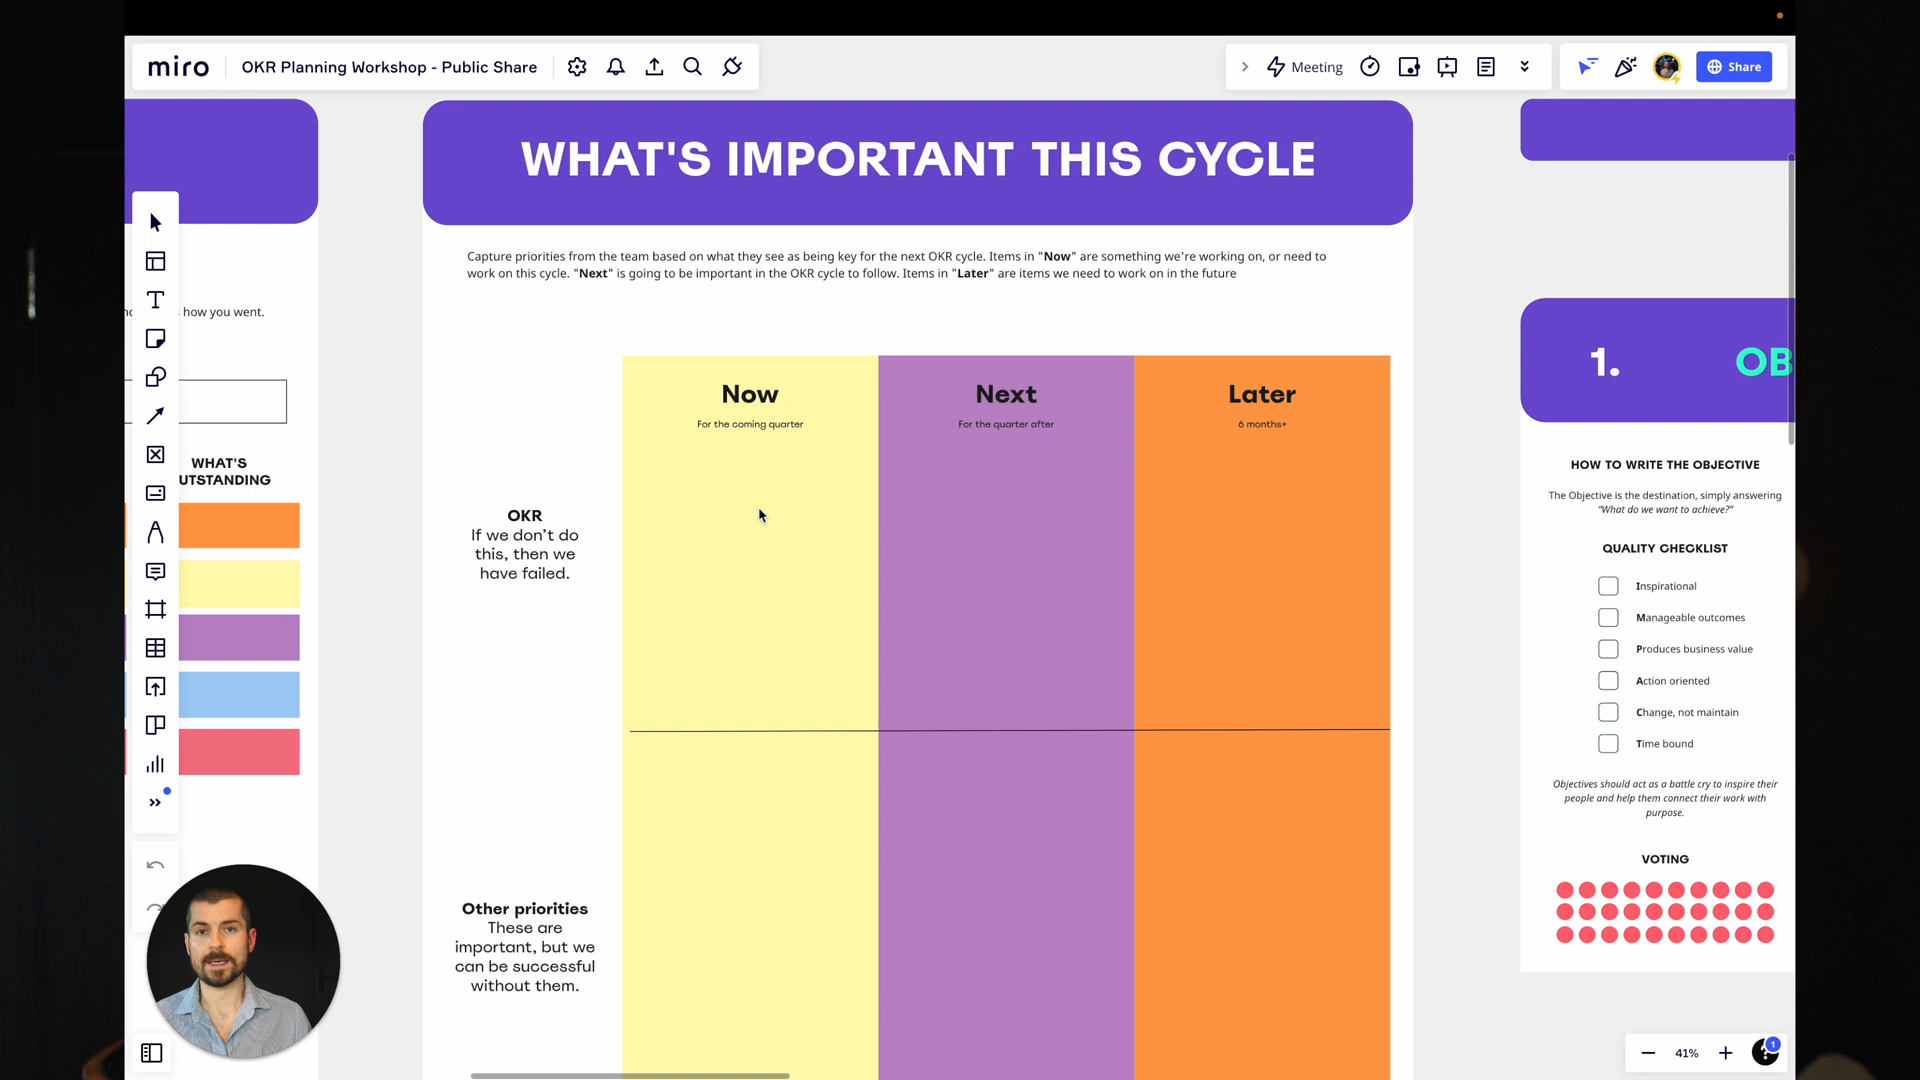 miro
OKR Planning Workshop - Public Share
Meeting
Share
WHAT'S IMPORTANT THIS CYCLE
Capture priorities from the team based on what they see as being key for the next OKR cycle. Items in "Now" are something we're working on, or need to
work on this cycle. "Next" is going to be important in the OKR cycle to follow. Items in "Later" are items we need to work on in the future
how you went.
WHAT'S
UTSTANDING
Now
For the coming quarter
Next
For the quarter after
Later
6 months+
OKR
If we don't do
this, then we
have failed.
Other priorities
These are
important, but we
can be successful
without them.
1.
OB
HOW TO WRITE THE OBJECTIVE
The Objective is the destination, simply answering
"What do we want to achieve?"
QUALITY CHECKLIST
Inspirational
Manageable outcomes
Produces business value
Action oriented
Change, not maintain
Time bound
Objectives should act as a battle cry to inspire their
people and help them connect their work with
purpose.
VOTING
41%
1